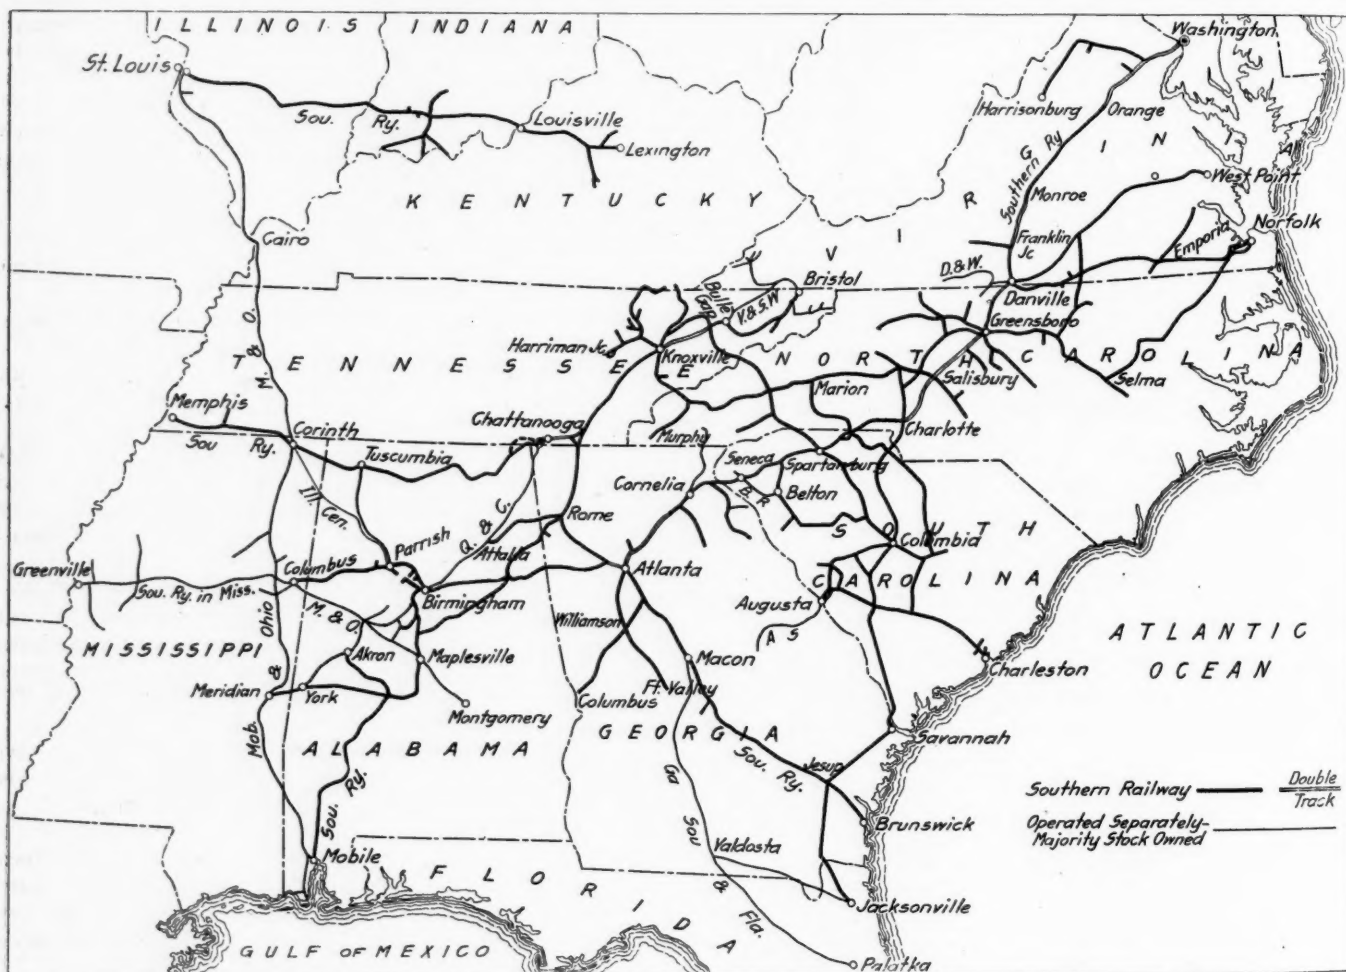 ILLINOIS INDIANA
Washington
St. Louis
Harrisonburg
Orange
Sou. Ry.
Louisville
Lexington
KENTUCKY
VIRGINIA
Southern Ry
West Point
Monroe
Norfolk
Cairo
Franklin Jc
Emporia
D.&W.
Bristol
Bulls Gap
V.&S.W
Danville
Greensboro
M. & O.
Harriman Jc.
Knoxville
TENNESSEE
NORTH CAROLINA
Marion
Salisbury
Selma
Memphis
Corinth
Chattanooga
Murphy
Charlotte
Sou Ry.
Tuscumbia
Seneca
Spartanburg
Cornelia
B. R
Belton
Ill. Cen.
A. & C.
Rome
SOUTH CAROLINA
Parrish
Attalla
Columbia
Greenville
Columbus
Atlanta
Sou. Ry. in Miss.
Birmingham
Augusta
M. & O.
Williamson
A S
ATLANTIC OCEAN
MISSISSIPPI
Akron
Maplesville
Macon
Charleston
Meridian
York
Columbus
Ft. Valley
Montgomery
Mob. & Ohio
ALABAMA
GEORGIA
Savannah
Sou. Ry.
Jesup
Sou. Ry.
Ga Sou & Fla.
Southern Railway
Double
Track
Operated Separately-
Majority Stock Owned
Brunswick
Valdosta
Mobile
FLORIDA
Jacksonville
GULF OF MEXICO
Palatka